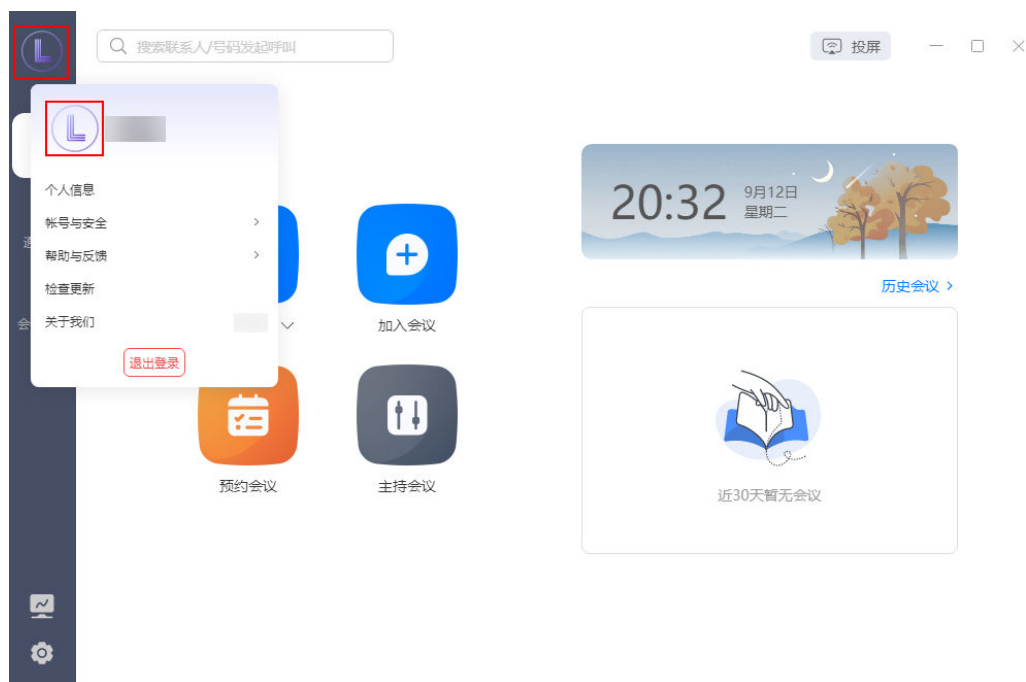 搜索联系人/号码发起呼叫
投屏
个人信息
帐号与安全
帮助与反馈
检查更新
关于我们
退出登录
会
加入会议
预约会议
主持会议
20:32
9月12日
星期二
历史会议
近30天暂无会议